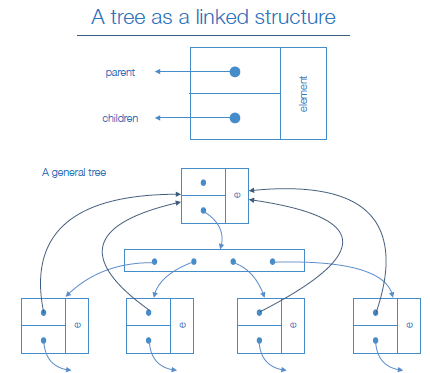 A tree as a linked structure
parent
element
children
A general tree
e
e
e
e
e